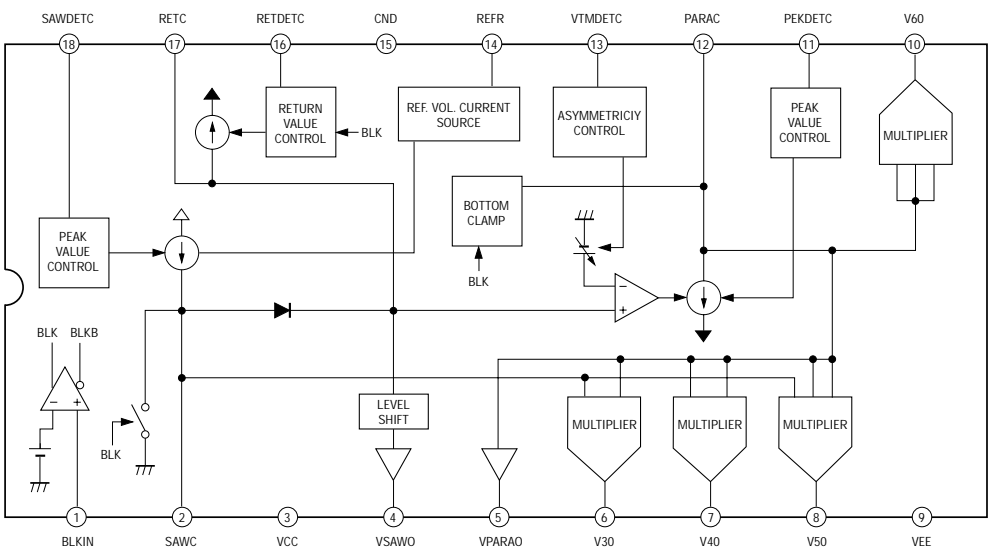 SAWDETC RETC RETDETC CND REFR VTMDETC PARAC PEKDETC V60
18 17 16 15 14 13 12 11 10
RETURN
VALUE
CONTROL
BLK
REF. VOL. CURRENT
SOURCE
ASYMMETRICIY
CONTROL
PEAK
VALUE
CONTROL
MULTIPLIER
BOTTOM
CLAMP
BLK
PEAK
VALUE
CONTROL
−
+
BLK BLKB
− +
BLK
LEVEL
SHIFT
MULTIPLIER MULTIPLIER MULTIPLIER
1 2 3 4 5 6 7 8 9
BLKIN SAWC VCC VSAWO VPARAO V30 V40 V50 VEE